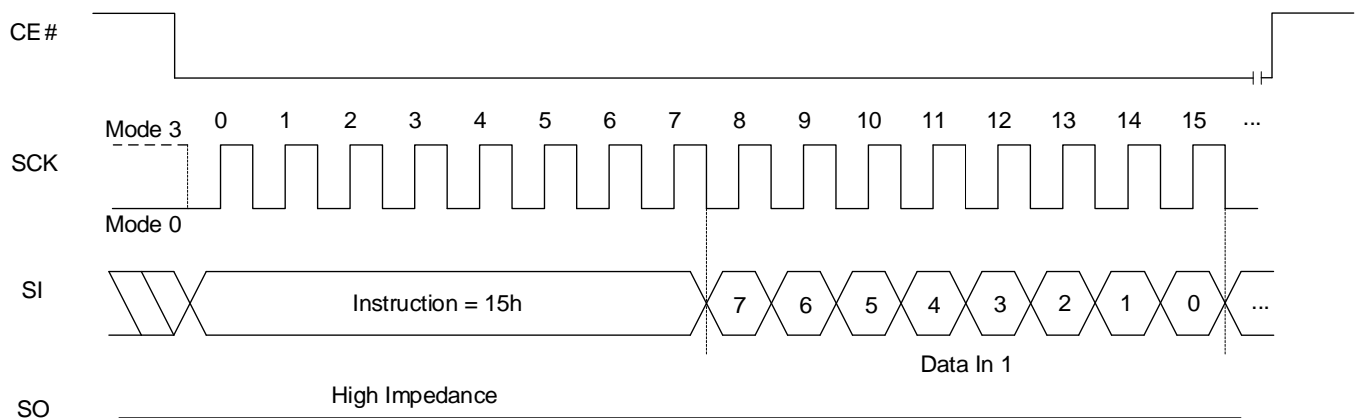 CE#
Mode 3 0 1 2 3 4 5 6 7 8 9 10 11 12 13 14 15 ...
SCK
Mode 0
SI Instruction = 15h 7 6 5 4 3 2 1 0 ...
Data In 1
High Impedance
SO